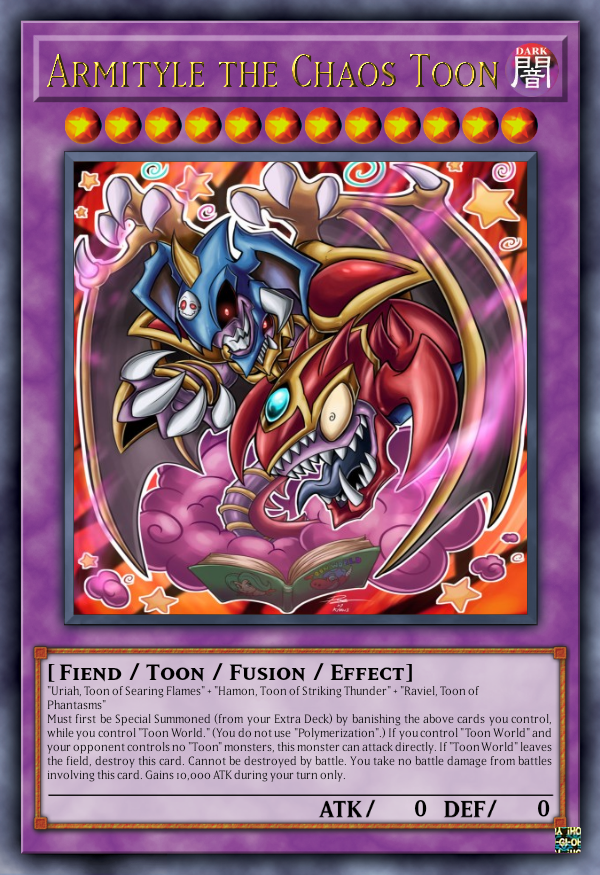 Armityle the Chaos Toon
DARK
闇
[ Fiend / Toon / Fusion / Effect]
"Uriah, Toon of Searing Flames" + "Hamon, Toon of Striking Thunder" + "Raviel, Toon of
Phantasms"
Must first be Special Summoned (from your Extra Deck) by banishing the above cards you control,
while you control "Toon World." (You do not use "Polymerization".) If you control "Toon World" and
your opponent controls no "Toon" monsters, this monster can attack directly. If "Toon World" leaves
the field, destroy this card. Cannot be destroyed by battle. You take no battle damage from battles
involving this card. Gains 10,000 ATK during your turn only.
ATK/ 0 DEF/ 0